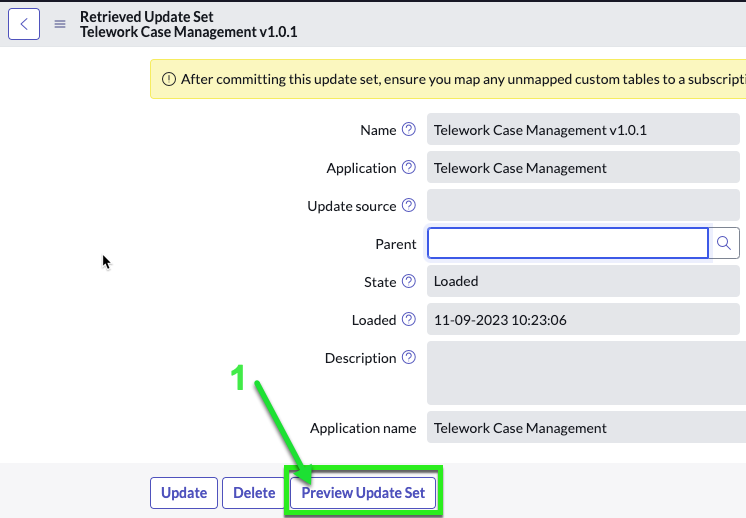 Retrieved Update Set
Telework Case Management v1.0.1
After committing this update set, ensure you map any unmapped custom tables to a subscripti
Name Telework Case Management v1.0.1
Application Telework Case Management
Update source
Parent
State Loaded
Loaded 11-09-2023 10:23:06
Description
1
Application name Telework Case Management
Update Delete Preview Update Set